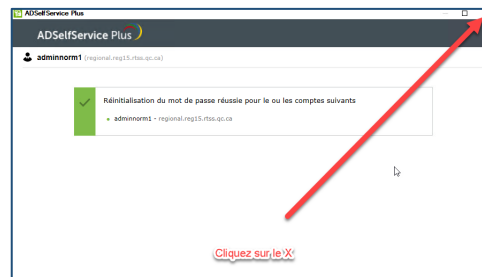 ADSelfService Plus
ADSelfService Plus
adminnorm1 (regional.reg15.rtss.qc.ca)
Réinitialisation du mot de passe réussie pour le ou les comptes suivants
adminnorm1 - regional.reg15.rtss.qc.ca
Cliquez sur le X